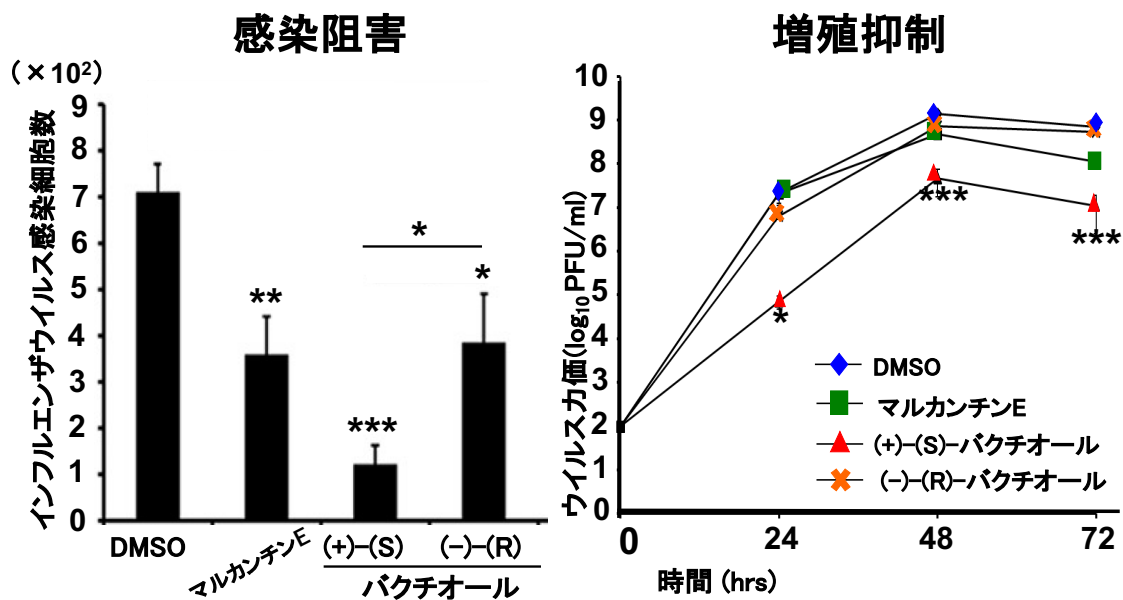 感染阻害
(×10²)
インフルエンザウイルス感染細胞数
9
8
7
6
5
4
3
2
1
0
**
***
*
*
DMSO
マルカンチンE
(+)-(S)
(-)-(R)
バクチオール
増殖抑制
ウイルス力価(log₁₀PFU/ml)
10
9
8
7
6
5
4
3
2
1
0
*
***
***
DMSO
マルカンチンE
(+)-(S)-バクチオール
(-)-(R)-バクチオール
0
24
48
72
時間 (hrs)